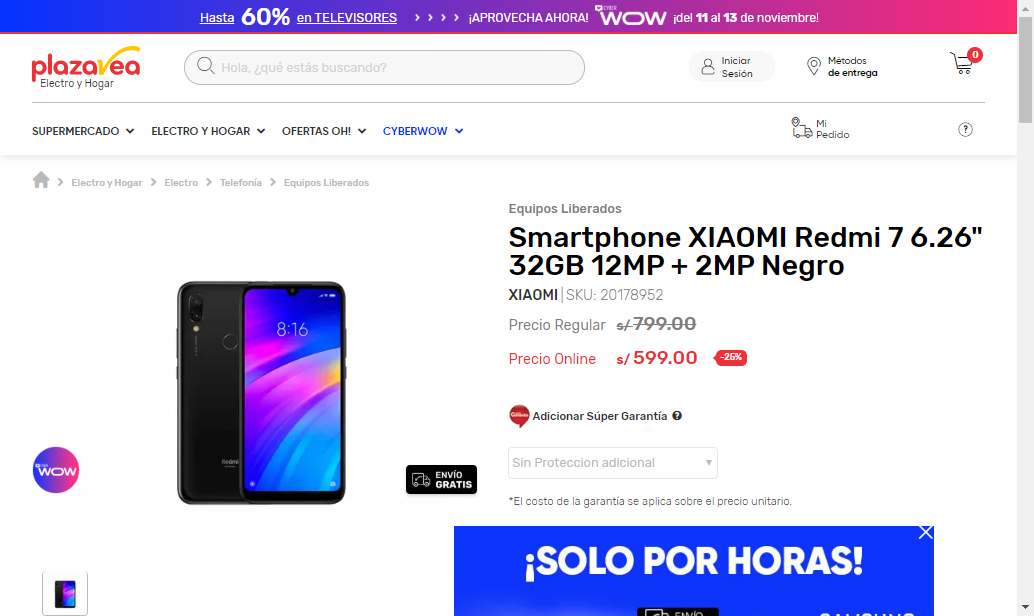 Hasta 60% en TELEVISORES > > > > ¡APROVECHA AHORA! CYBER WOW ¡del 11 al 13 de noviembre!
plazavea
Electro y Hogar
Hola, ¿qué estás buscando?
Iniciar
Sesión
Métodos
de entrega
0
SUPERMERCADO
ELECTRO Y HOGAR
OFERTAS OH!
CYBERWOW
Mi
Pedido
?
Electro y Hogar > Electro > Telefonía > Equipos Liberados
Equipos Liberados
Smartphone XIAOMI Redmi 7 6.26"
32GB 12MP + 2MP Negro
XIAOMI | SKU: 20178952
Precio Regular s/ 799.00
Precio Online s/ 599.00 -25%
8:16
Redmi
Adicionar Súper Garantía ?
WOW
ENVÍO
GRATIS
Sin Proteccion adicional
*El costo de la garantía se aplica sobre el precio unitario.
¡SOLO POR HORAS!
ENVÍO
SAMSUNG